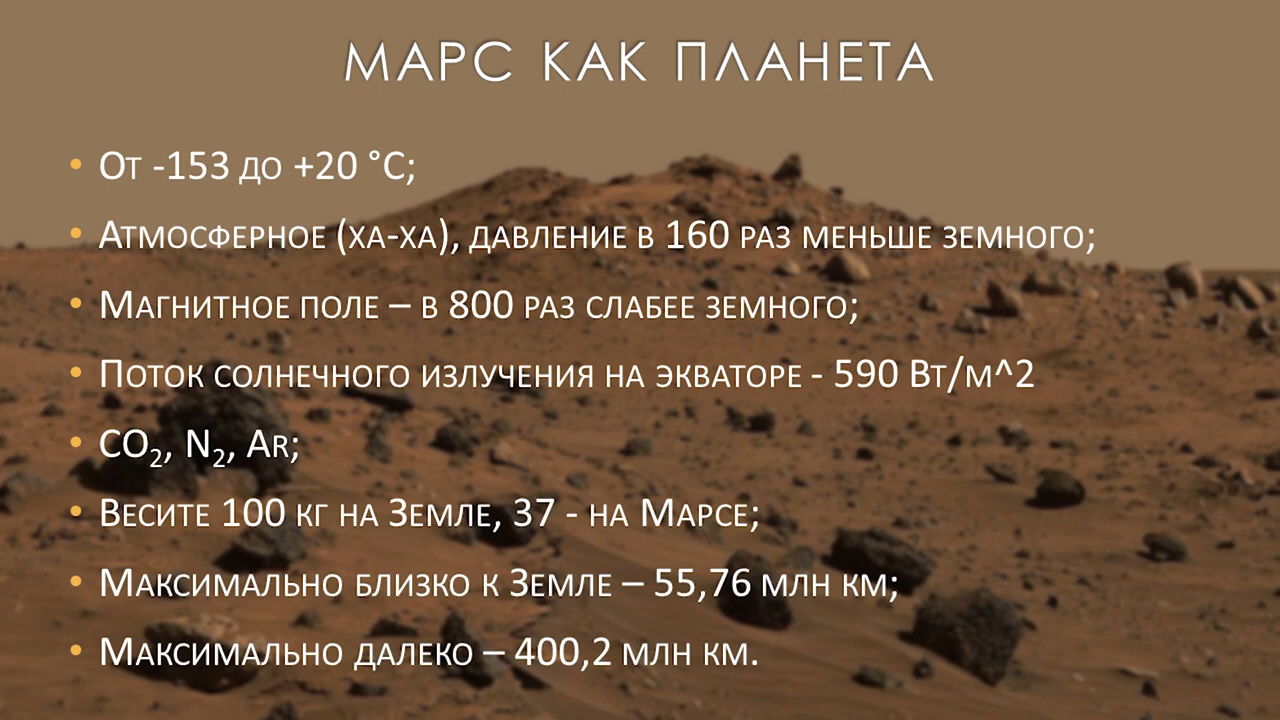 МАРС КАК ПЛАНЕТА
• От -153 до +20 °C;
• Атмосферное (ха-ха), давление в 160 раз меньше земного;
• Магнитное поле – в 800 раз слабее земного;
• Поток солнечного излучения на экваторе - 590 Вт/м^2
• CO₂, N₂, Ar;
• Весите 100 кг на Земле, 37 - на Марсе;
• Максимально близко к Земле – 55,76 млн км;
• Максимально далеко – 400,2 млн км.